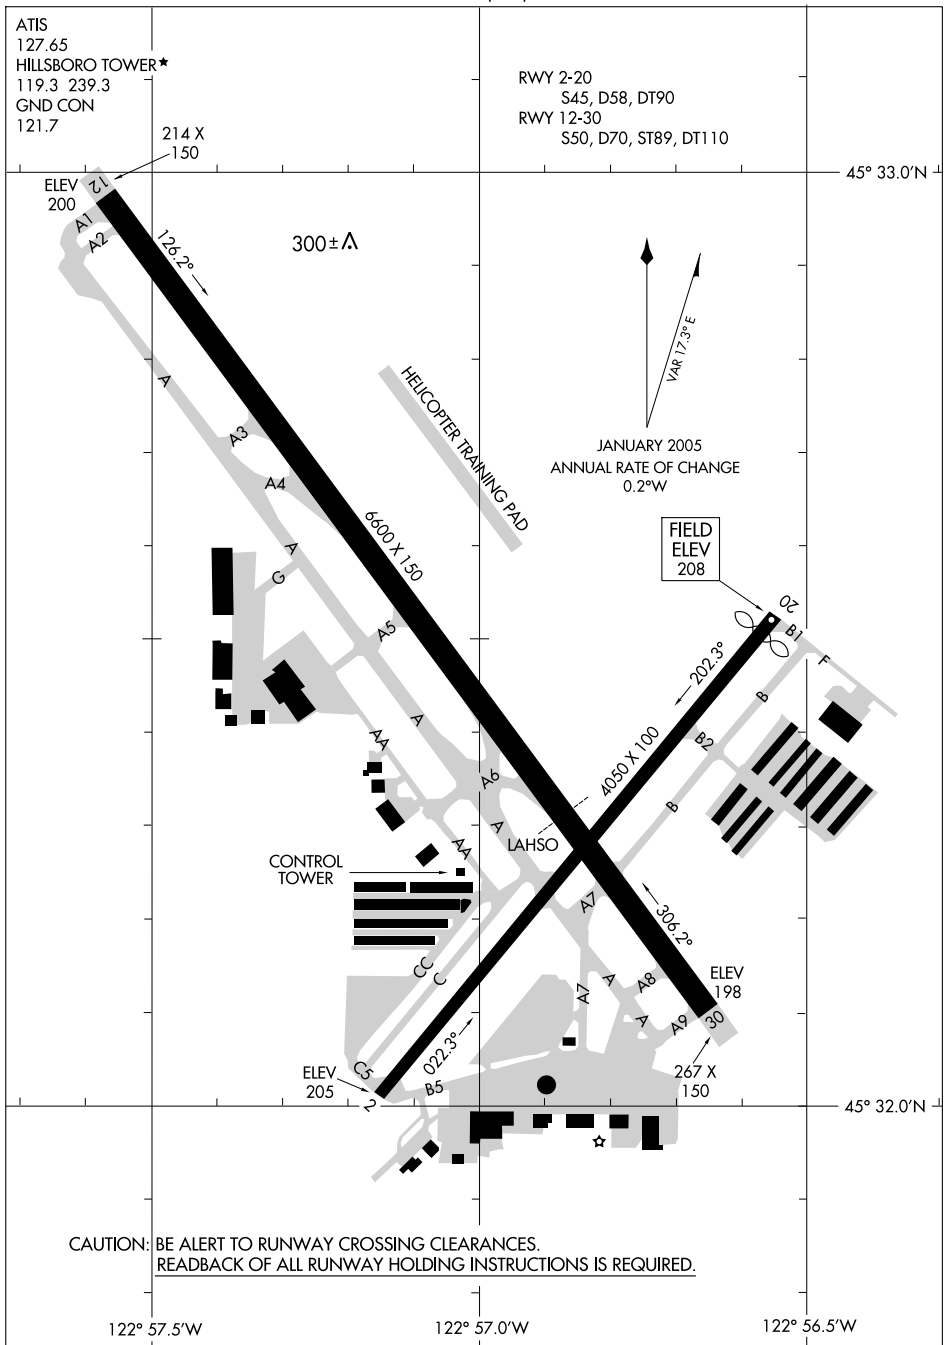 ATIS
127.65
HILLSBORO TOWER★
119.3 239.3
GND CON
121.7
RWY 2-20
S45, D58, DT90
RWY 12-30
S50, D70, ST89, DT110
214 X
150
45° 33.0'N
ELEV
200
12
A1
A2
126.2°
300±
VAR 17.3° E
JANUARY 2005
ANNUAL RATE OF CHANGE
0.2°W
HELICOPTER TRAINING PAD
A
A3
A4
6600 X 150
A
G
FIELD
ELEV
208
20
A5
B1
F
202.3°
B
A
AA
B2
4050 X 100
A6
B
A
LAHSO
AA
CONTROL
TOWER
A7
306.2°
CC
C
A7
A
A8
ELEV
198
A
A9
30
022.3°
C5
ELEV
205
2
B5
267 X
150
45° 32.0'N
CAUTION: BE ALERT TO RUNWAY CROSSING CLEARANCES.
READBACK OF ALL RUNWAY HOLDING INSTRUCTIONS IS REQUIRED.
122° 57.5'W
122° 57.0'W
122° 56.5'W